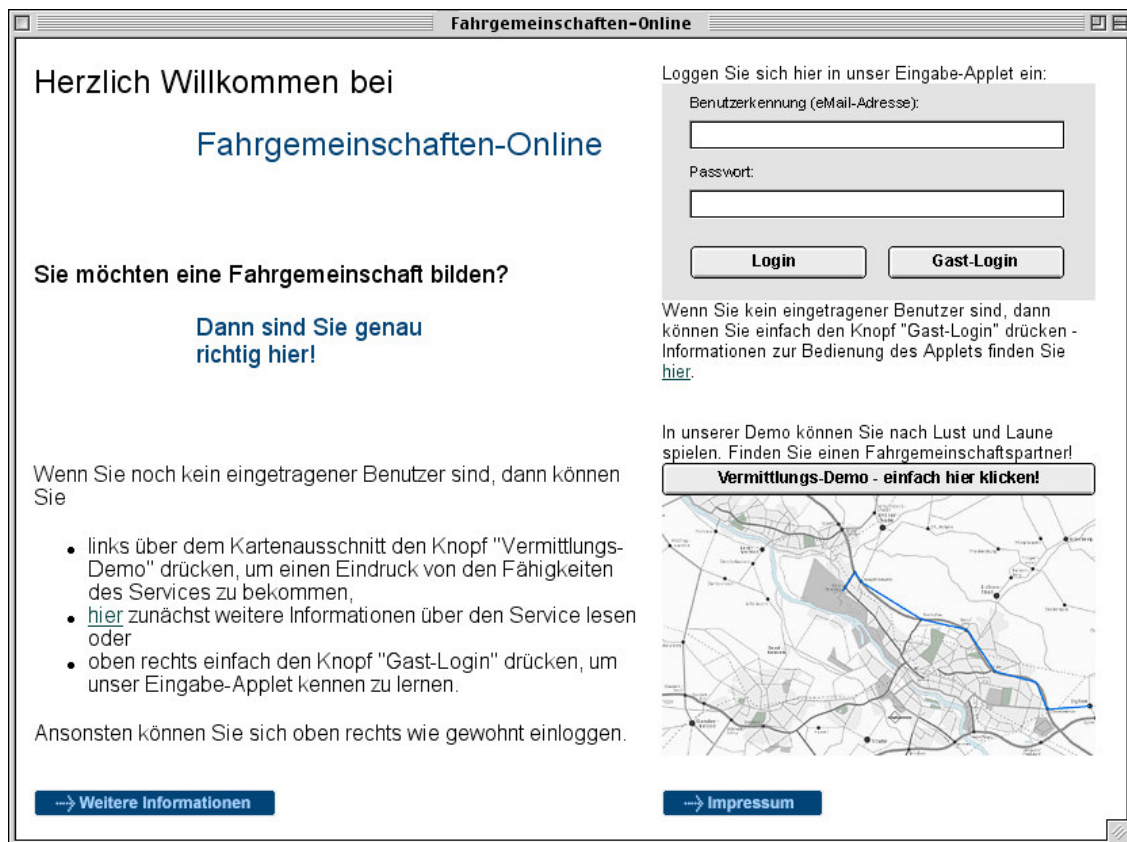 Fahrgemeinschaften-Online
Herzlich Willkommen bei
Fahrgemeinschaften-Online
Sie möchten eine Fahrgemeinschaft bilden?
Dann sind Sie genau
richtig hier!
Wenn Sie noch kein eingetragener Benutzer sind, dann können
Sie
• links über dem Kartenausschnitt den Knopf "Vermittlungs-
Demo" drücken, um einen Eindruck von den Fähigkeiten
des Services zu bekommen,
• hier zunächst weitere Informationen über den Service lesen
oder
• oben rechts einfach den Knopf "Gast-Login" drücken, um
unser Eingabe-Applet kennen zu lernen.
Ansonsten können Sie sich oben rechts wie gewohnt einloggen.
Weitere Informationen
Loggen Sie sich hier in unser Eingabe-Applet ein:
Benutzerkennung (eMail-Adresse):
Passwort:
Login
Gast-Login
Wenn Sie kein eingetragener Benutzer sind, dann
können Sie einfach den Knopf "Gast-Login" drücken -
Informationen zur Bedienung des Applets finden Sie
hier.
In unserer Demo können Sie nach Lust und Laune
spielen. Finden Sie einen Fahrgemeinschaftspartner!
Vermittlungs-Demo - einfach hier klicken!
Impressum